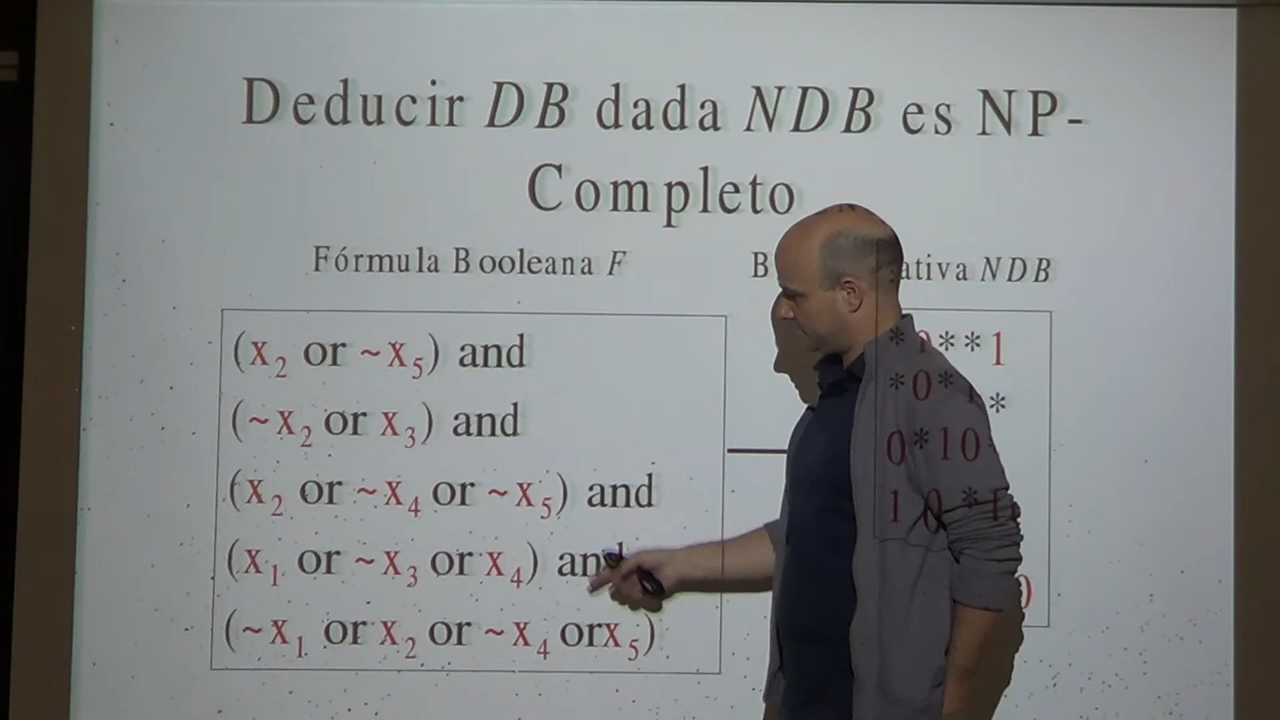 Deducir DB dada NDB es NP-
Completo
Fórmula Booleana F
NDB
(x₂ or ~x₅) and
(~x₂ or x₃) and
(x₂ or ~x₄ or ~x₅) and
(x₁ or ~x₃ or x₄) and
(~x₁ or x₂ or ~x₄ orx₅)